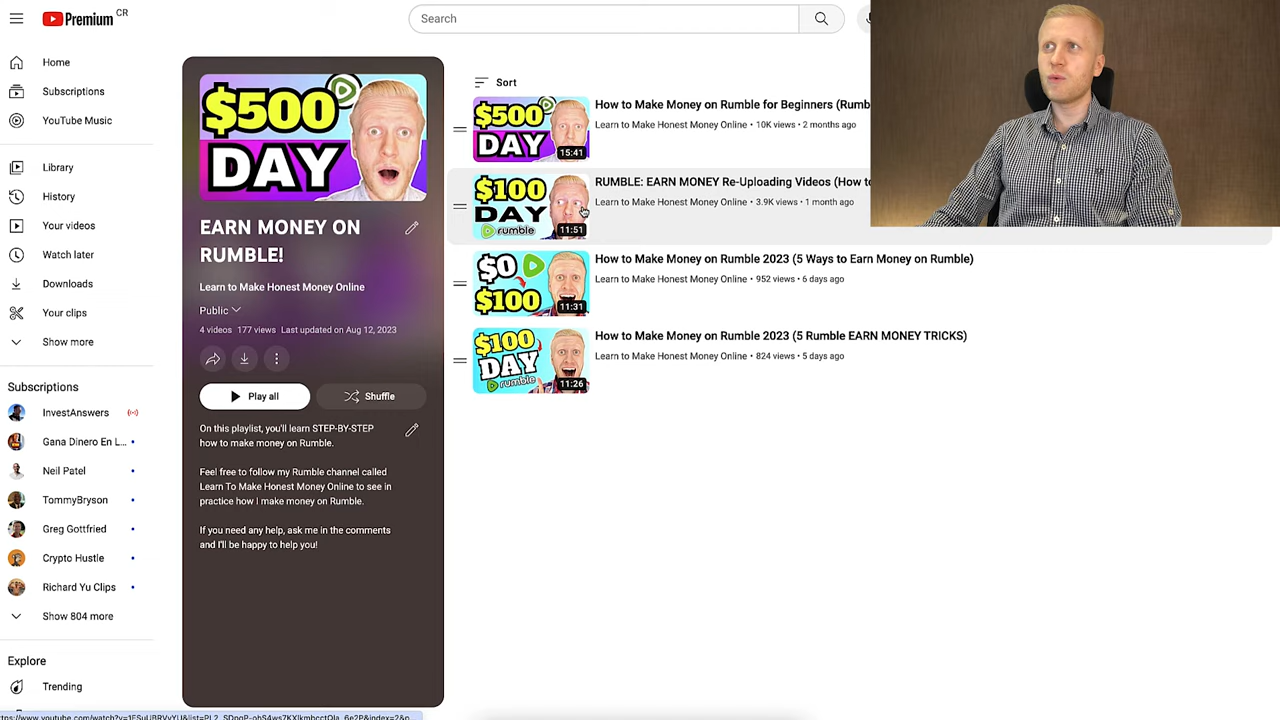 Premium CR
Search
Home
Subscriptions
YouTube Music
Library
History
Your videos
Watch later
Downloads
Your clips
Show more
Subscriptions
InvestAnswers
Gana Dinero En L...
Neil Patel
TommyBryson
Greg Gottfried
Crypto Hustle
Richard Yu Clips
Show 804 more
Explore
Trending
$500
DAY
EARN MONEY ON
RUMBLE!
Learn to Make Honest Money Online
Public
4 videos 177 views Last updated on Aug 12, 2023
Play all
Shuffle
On this playlist, you'll learn STEP-BY-STEP
how to make money on Rumble.
Feel free to follow my Rumble channel called
Learn To Make Honest Money Online to see in
practice how I make money on Rumble.
If you need any help, ask me in the comments
and I'll be happy to help you!
Sort
$500
DAY
15:41
How to Make Money on Rumble for Beginners (Rumb
Learn to Make Honest Money Online • 10K views • 2 months ago
$100
DAY
rumble
11:51
RUMBLE: EARN MONEY Re-Uploading Videos (How to
Learn to Make Honest Money Online • 3.9K views • 1 month ago
$0
$100
11:31
How to Make Money on Rumble 2023 (5 Ways to Earn Money on Rumble)
Learn to Make Honest Money Online • 952 views • 6 days ago
$100
DAY
rumble
11:26
How to Make Money on Rumble 2023 (5 Rumble EARN MONEY TRICKS)
Learn to Make Honest Money Online • 824 views • 5 days ago